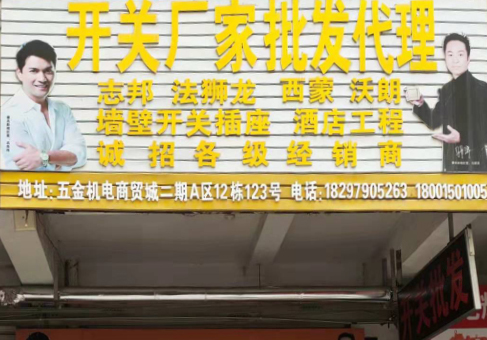 开关厂家批发代理
志邦 法狮龙 西蒙 沃朗
墙壁开关插座 酒店工程
诚招各级经销商
地址:五金机电商贸城二期A区12栋123号 电话:18297905263 18001501005
开关批发